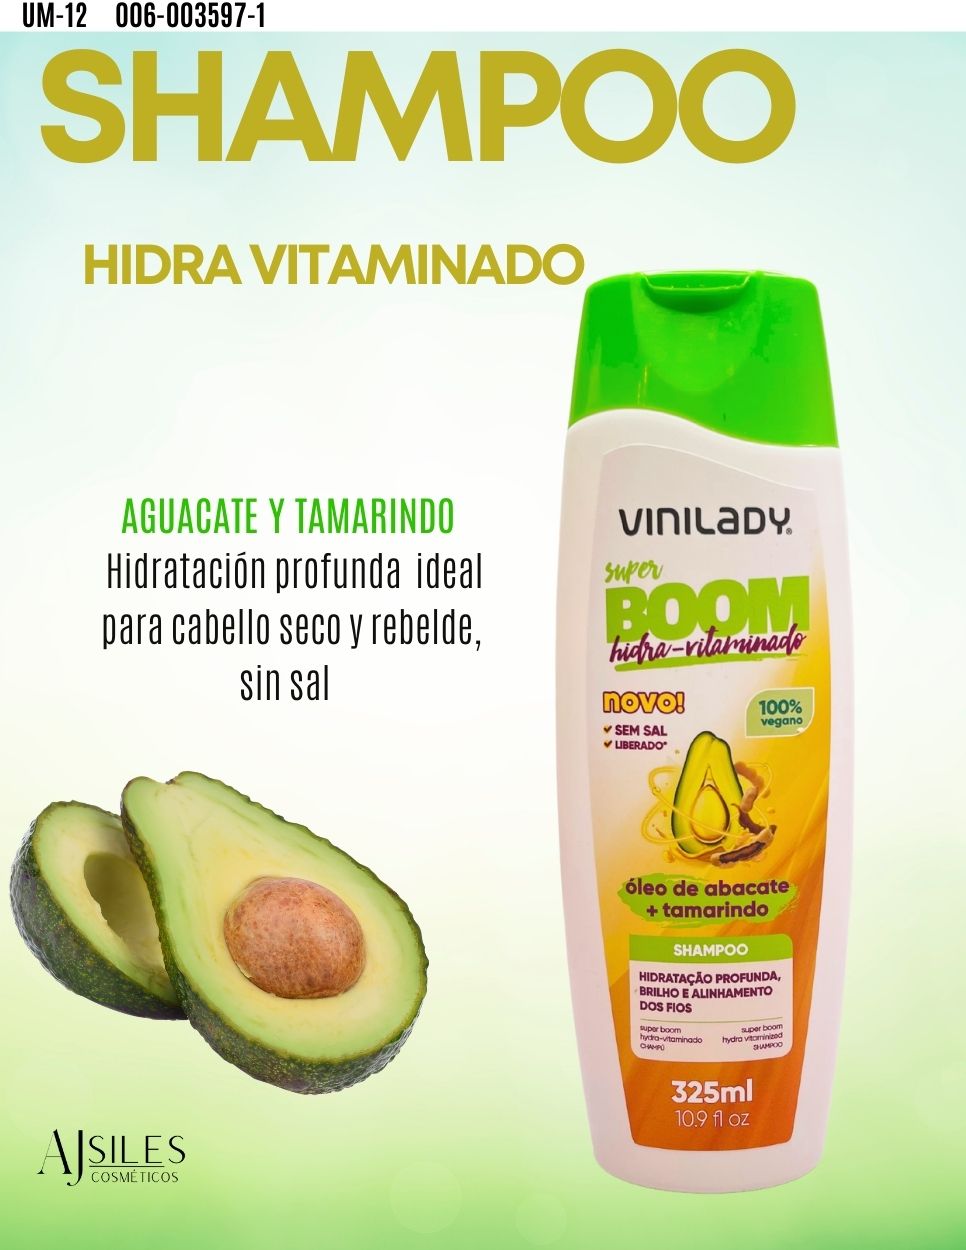 UM-12 006-003597-1
SHAMPOO
HIDRA VITAMINADO
AGUACATE Y TAMARINDO
Hidratación profunda ideal
para cabello seco y rebelde,
sin sal
VINILADY®
super
BOOM
hidra-vitaminado
novo!
SEM SAL
LIBERADO*
100%
vegano
óleo de abacate
+ tamarindo
SHAMPOO
HIDRATAÇÃO PROFUNDA,
BRILHO E ALINHAMENTO
DOS FIOS
super boom
hydra-vitaminado
CHAMPÚ
super boom
hydra vitaminized
SHAMPOO
325ml
10.9 fl oz
AJSILES
COSMÉTICOS